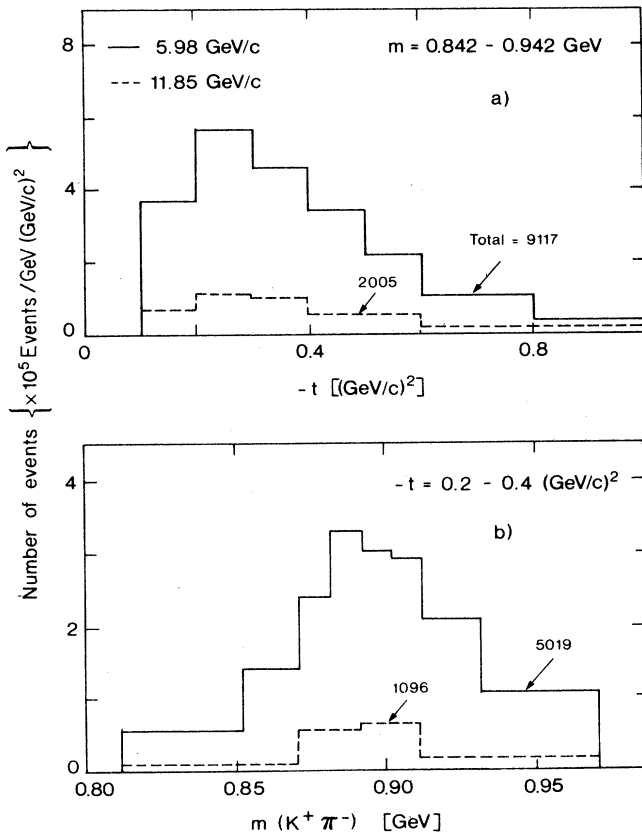 8
5.98 GeV/c
m = 0.842 - 0.942 GeV
11.85 GeV/c
a)
4
Total = 9117
2005
0
0
0.4
0.8
-t [(GeV/c)²]
Number of events {×10⁵ Events/GeV (GeV/c)²}
4
-t = 0.2 - 0.4 (GeV/c)²
b)
2
5019
1096
0
0.80
0.85
0.90
0.95
m (K⁺ π⁻) [GeV]